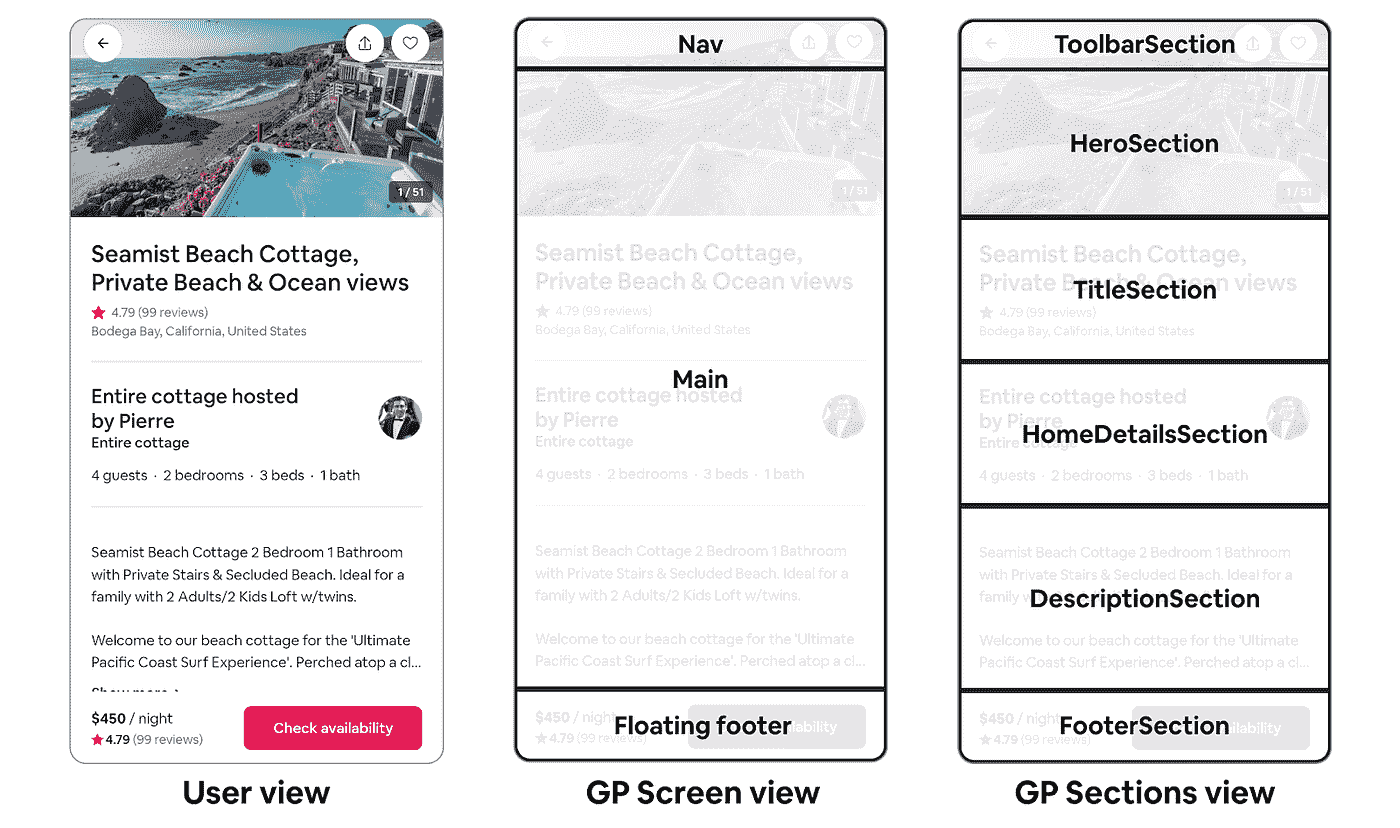 1 / 51
Seamist Beach Cottage,
Private Beach & Ocean views
4.79 (99 reviews)
Bodega Bay, California, United States
Entire cottage hosted
by Pierre
Entire cottage
4 guests · 2 bedrooms · 3 beds · 1 bath
Seamist Beach Cottage 2 Bedroom 1 Bathroom
with Private Stairs & Secluded Beach. Ideal for a
family with 2 Adults/2 Kids Loft w/twins.
Welcome to our beach cottage for the 'Ultimate
Pacific Coast Surf Experience'. Perched atop a cl...
Show more >
$450 / night
4.79 (99 reviews)
Check availability
User view
Nav
1 / 51
Seamist Beach Cottage,
Private Beach & Ocean views
4.79 (99 reviews)
Bodega Bay, California, United States
Main
Entire cottage hosted
by Pierre
Entire cottage
4 guests · 2 bedrooms · 3 beds · 1 bath
Seamist Beach Cottage 2 Bedroom 1 Bathroom
with Private Stairs & Secluded Beach. Ideal for a
family with 2 Adults/2 Kids Loft w/twins.
Welcome to our beach cottage for the 'Ultimate
Pacific Coast Surf Experience'. Perched atop a cl...
$450 / night
Floating footer
4.79 (99 reviews)
GP Screen view
ToolbarSection
HeroSection
1 / 51
Seamist Beach Cottage,
Private Beach & Ocean views
TitleSection
4.79 (99 reviews)
Bodega Bay, California, United States
Entire cottage hosted
by Pierre
HomeDetailsSection
Entire cottage
4 guests · 2 bedrooms · 3 beds · 1 bath
Seamist Beach Cottage 2 Bedroom 1 Bathroom
with Private Stairs & Secluded Beach. Ideal for a
family with 2 Adults/2 Kids Loft w/twins.
DescriptionSection
Welcome to our beach cottage for the 'Ultimate
Pacific Coast Surf Experience'. Perched atop a cl...
$450 / night
FooterSection
4.79 (99 reviews)
GP Sections view